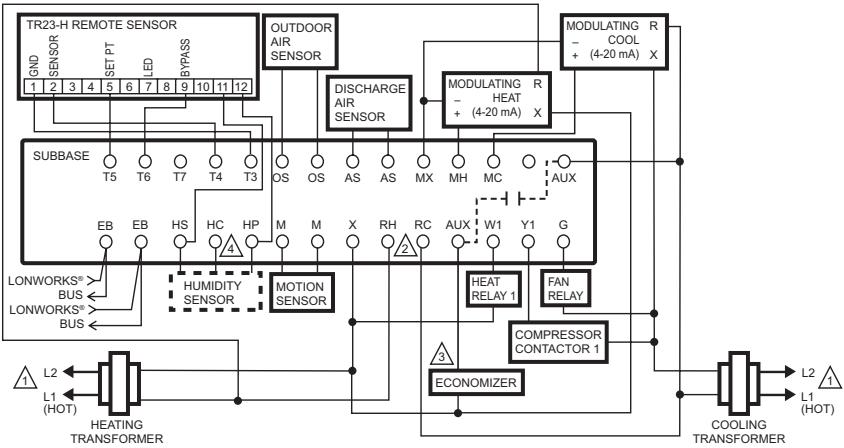 TR23-H REMOTE SENSOR
GND
SENSOR
SET PT
LED
BYPASS
1 2 3 4 5 6 7 8 9 10 11 12
OUTDOOR
AIR
SENSOR
DISCHARGE
AIR
SENSOR
MODULATING R
– HEAT
+ (4-20 mA) X
MODULATING R
– COOL
+ (4-20 mA) X
SUBBASE
T5 T6 T7 T4 T3 OS OS AS AS MX MH MC AUX
EB EB HS HC HP M M X RH RC AUX W1 Y1 G
4
2
LONWORKS®
BUS
LONWORKS®
BUS
HUMIDITY
SENSOR
MOTION
SENSOR
HEAT
RELAY 1
FAN
RELAY
COMPRESSOR
CONTACTOR 1
3
ECONOMIZER
1
L2
L1
(HOT)
HEATING
TRANSFORMER
L2
1
L1
(HOT)
COOLING
TRANSFORMER